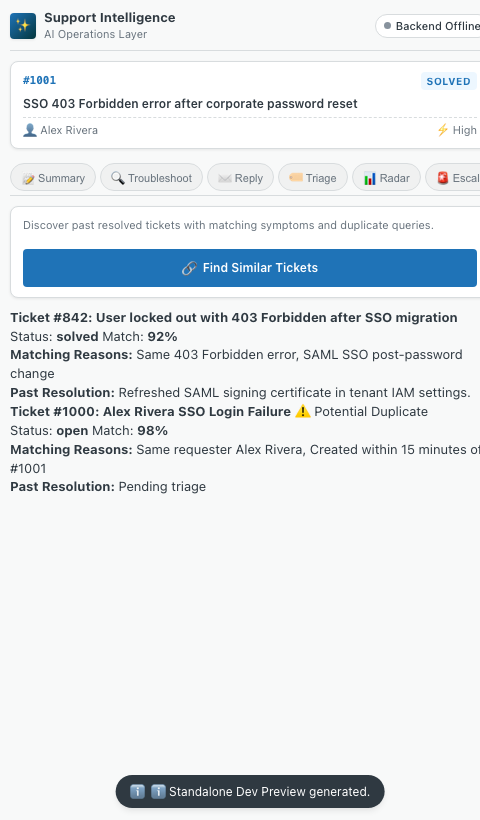 Support Intelligence
AI Operations Layer
Backend Offline
#1001
SOLVED
SSO 403 Forbidden error after corporate password reset
Alex Rivera
High
Summary
Troubleshoot
Reply
Triage
Radar
Escal
Discover past resolved tickets with matching symptoms and duplicate queries.
Find Similar Tickets
Ticket #842: User locked out with 403 Forbidden after SSO migration
Status: solved Match: 92%
Matching Reasons: Same 403 Forbidden error, SAML SSO post-password
change
Past Resolution: Refreshed SAML signing certificate in tenant IAM settings.
Ticket #1000: Alex Rivera SSO Login Failure ⚠️ Potential Duplicate
Status: open Match: 98%
Matching Reasons: Same requester Alex Rivera, Created within 15 minutes of
#1001
Past Resolution: Pending triage
ℹ️ ℹ️ Standalone Dev Preview generated.